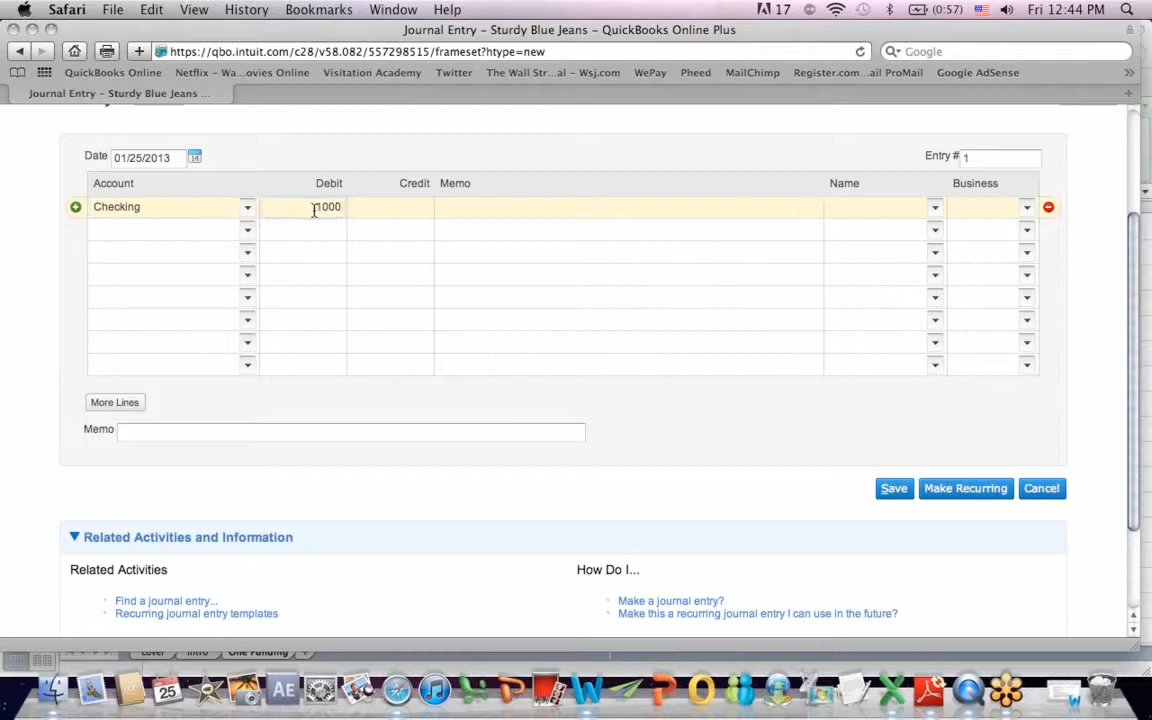 Safari File Edit View History Bookmarks Window Help 17 (0:57) Fri 12:44 PM
Journal Entry – Sturdy Blue Jeans – QuickBooks Online Plus
https://qbo.intuit.com/c28/v58.082/557298515/frameset?htype=new Google
QuickBooks Online Netflix – Wa...ovies Online Visitation Academy Twitter The Wall Str...al – Wsj.com WePay Pheed MailChimp Register.com...ail ProMail Google AdSense
Journal Entry – Sturdy Blue Jeans ...
Date 01/25/2013 14 Entry # 1
Account Debit Credit Memo Name Business
Checking 1000
More Lines
Memo
Save Make Recurring Cancel
Related Activities and Information
Related Activities How Do I...
Find a journal entry... Make a journal entry?
Recurring journal entry templates Make this a recurring journal entry I can use in the future?
Cover Intro One Funding
25 Ae